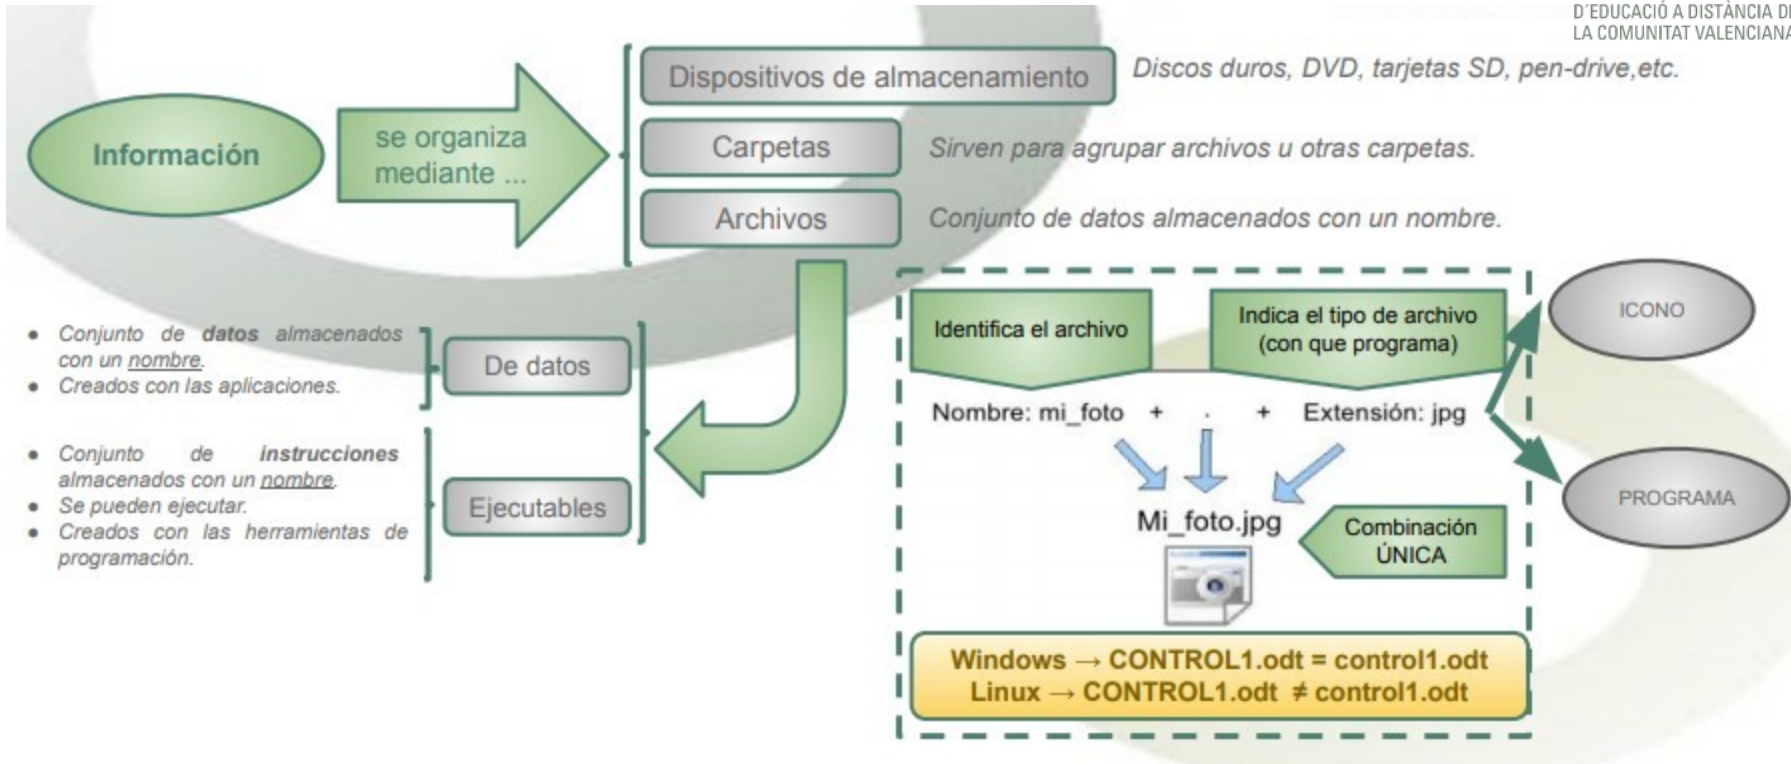 D´EDUCACIÓ A DISTÀNCIA
LA COMUNITAT VALENCIANA
Información
se organiza
mediante ...
Dispositivos de almacenamiento
Discos duros, DVD, tarjetas SD, pen-drive,etc.
Carpetas
Sirven para agrupar archivos u otras carpetas.
Archivos
Conjunto de datos almacenados con un nombre.
● Conjunto de datos almacenados
con un nombre.
● Creados con las aplicaciones.
De datos
● Conjunto de instrucciones
almacenados con un nombre.
● Se pueden ejecutar.
● Creados con las herramientas de
programación.
Ejecutables
Identifica el archivo
Indica el tipo de archivo
(con que programa)
Nombre: mi_foto + . + Extensión: jpg
Mi_foto.jpg
Combinación
ÚNICA
Windows → CONTROL1.odt = control1.odt
Linux → CONTROL1.odt ≠ control1.odt
ICONO
PROGRAMA